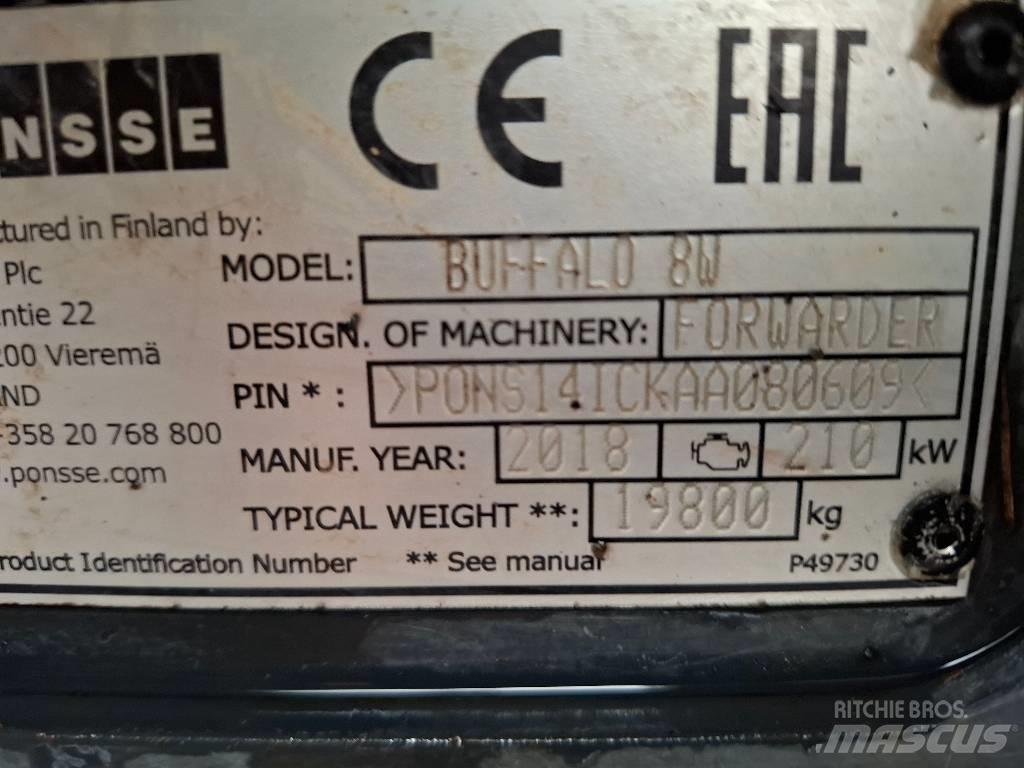 NSSE CE EAC
ctured in Finland by:
Plc
MODEL: BUFFALO 8W
ntie 22
DESIGN. OF MACHINERY: FORWARDER
200 Vieremä
AND
PIN * : >PONS14ICKAA080609<
+358 20 768 800
MANUF. YEAR: 2018 210 kW
.ponsse.com
TYPICAL WEIGHT **: 19800 kg
roduct Identification Number ** See manual P49730
RITCHIE BROS.
MASCUS